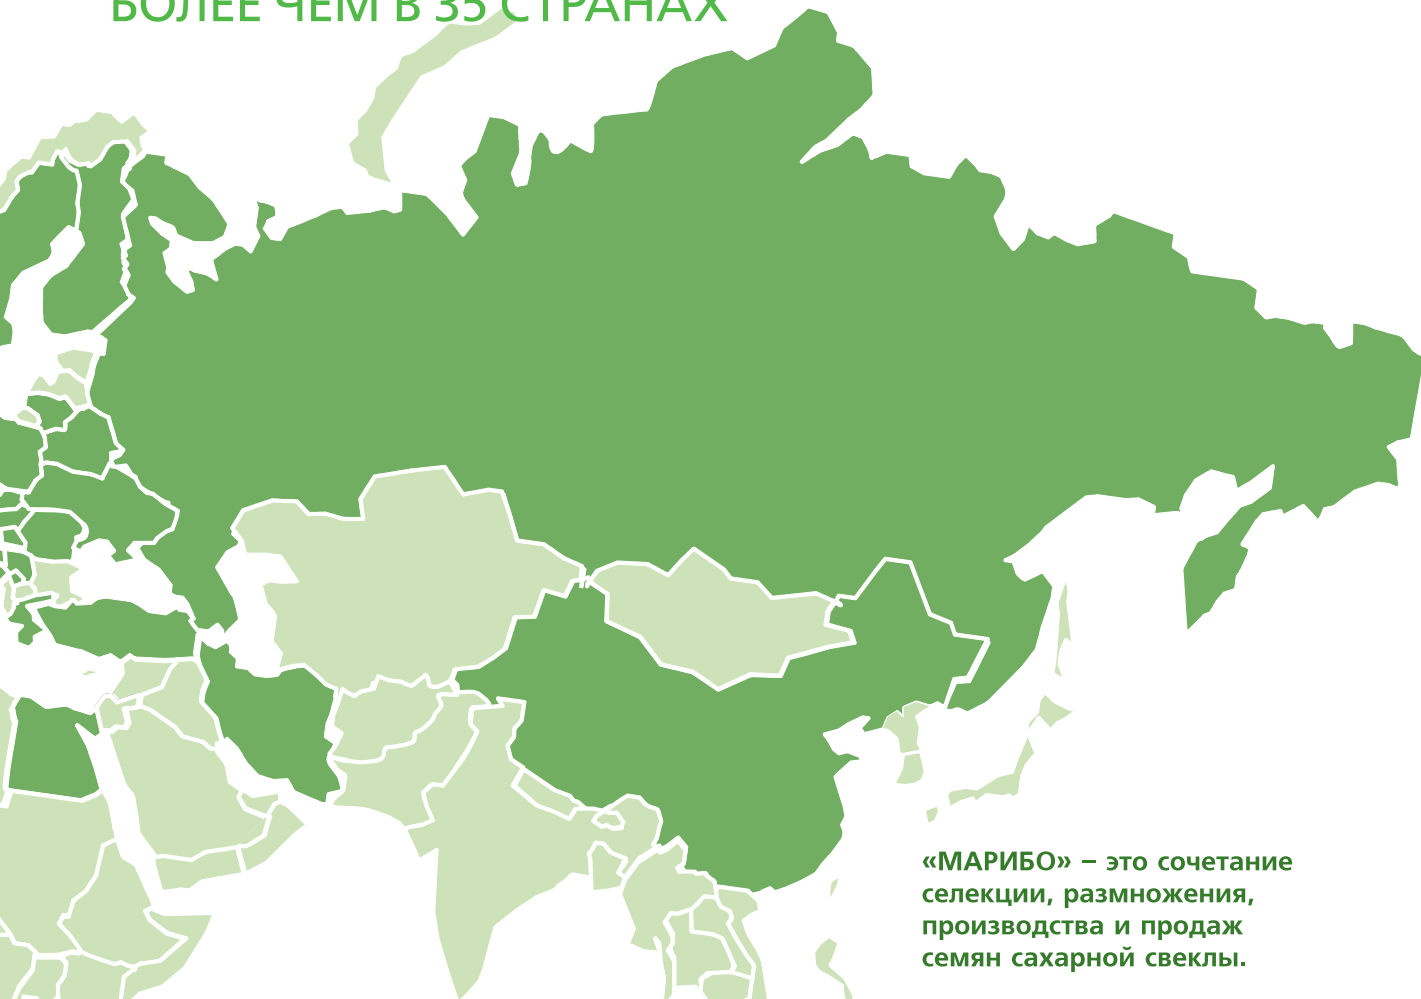 БОЛЕЕ ЧЕМ В 35 СТРАНАХ
«МАРИБО» – это сочетание
селекции, размножения,
производства и продаж
семян сахарной свеклы.